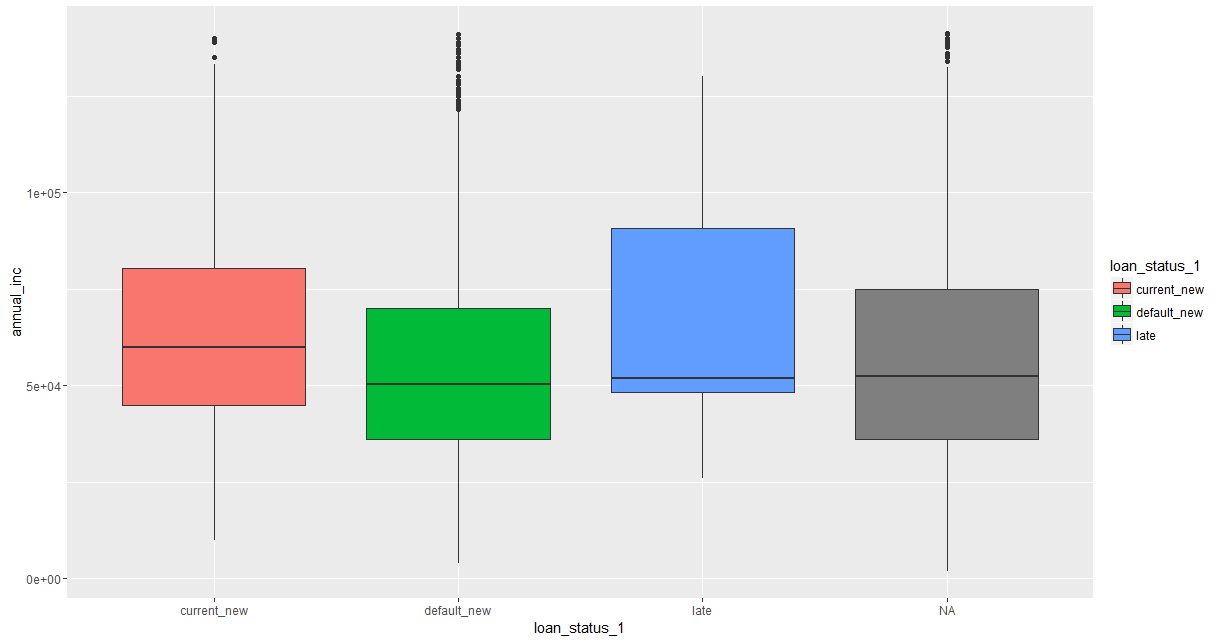 annual_inc
1e+05
5e+04
0e+00
current_new
default_new
late
NA
loan_status_1
loan_status_1
current_new
default_new
late